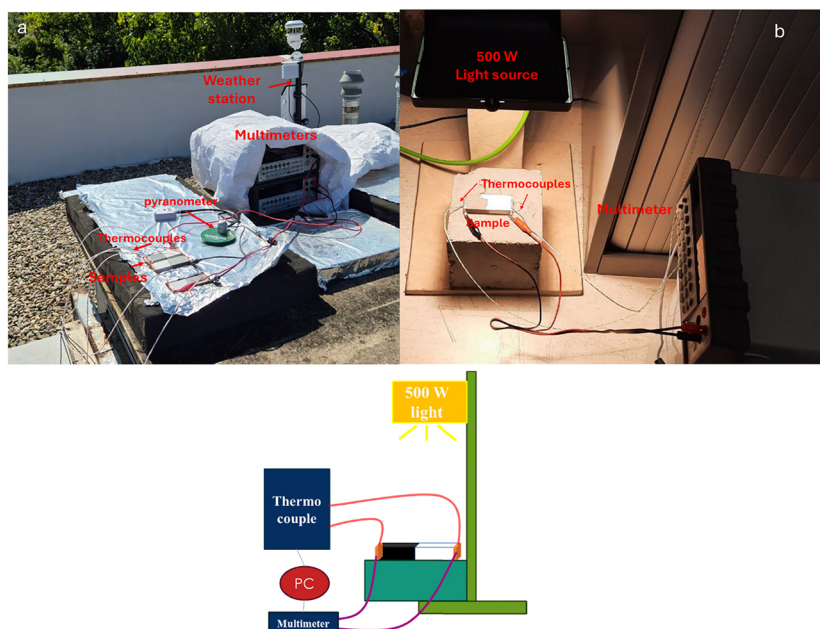 a
Weather
station
Multimeters
pyranometer
Thermocouples
Samples
b
500 W
Light source
Thermocouples
Sample
Multimeter
500 W
light
Thermo
couple
PC
Multimeter